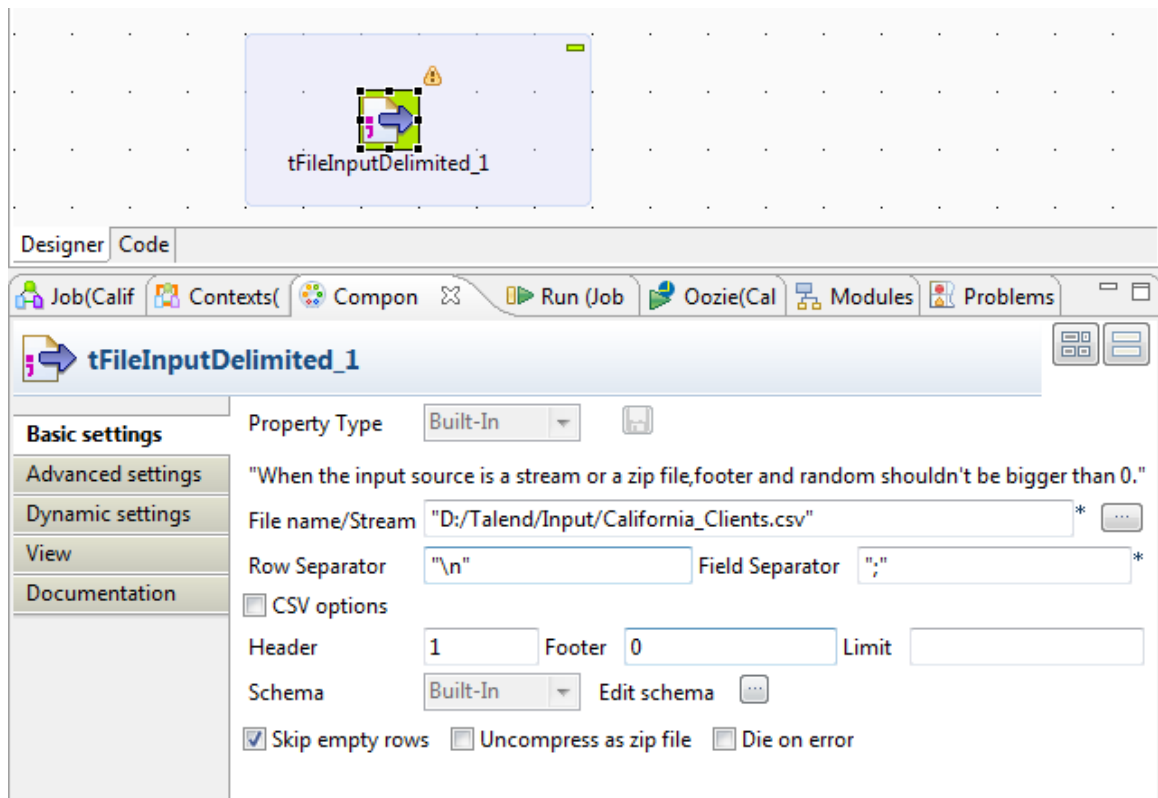 tFileInputDelimited_1
Designer Code
Job(Calif Contexts( Compon Run (Job Oozie(Cal Modules Problems
tFileInputDelimited_1
Basic settings
Advanced settings
Dynamic settings
View
Documentation
Property Type Built-In
"When the input source is a stream or a zip file,footer and random shouldn't be bigger than 0."
File name/Stream "D:/Talend/Input/California_Clients.csv" * ...
Row Separator "\n" Field Separator ";" *
CSV options
Header 1 Footer 0 Limit
Schema Built-In Edit schema ...
Skip empty rows Uncompress as zip file Die on error